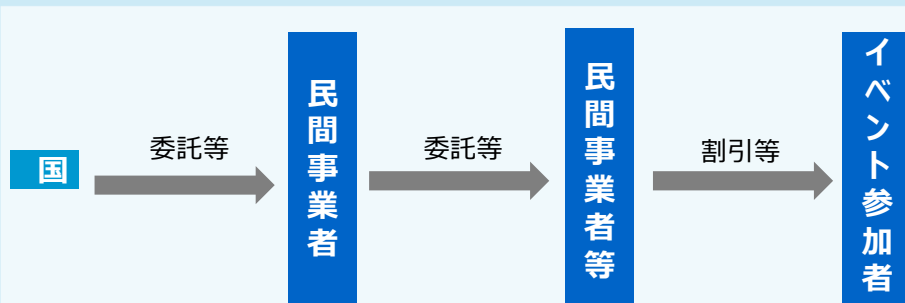 国
委託等
民間事業者
委託等
民間事業者等
割引等
イベント参加者